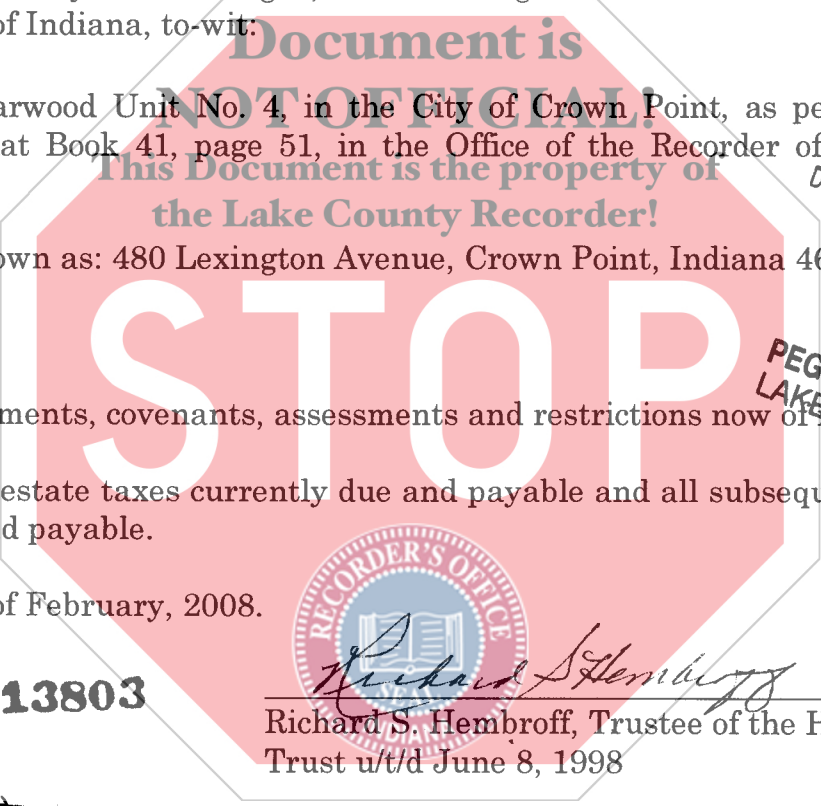 of Indiana, to-wit:
Document is
arwood Unit No. 4, in the City of Crown Point, as pe
NOT OFFICIAL!
at Book 41, page 51, in the Office of the Recorder of
This Document is the property of
the Lake County Recorder!
own as: 480 Lexington Avenue, Crown Point, Indiana 46
STOP
PEG
LAKE
ments, covenants, assessments and restrictions now of
estate taxes currently due and payable and all subsequ
d payable.
RECORDER'S OFFICE
of February, 2008.
Richard S Hembroff
SEAL
INDIANA
13803
Richard S. Hembroff, Trustee of the H
Trust u/t/d June 8, 1998